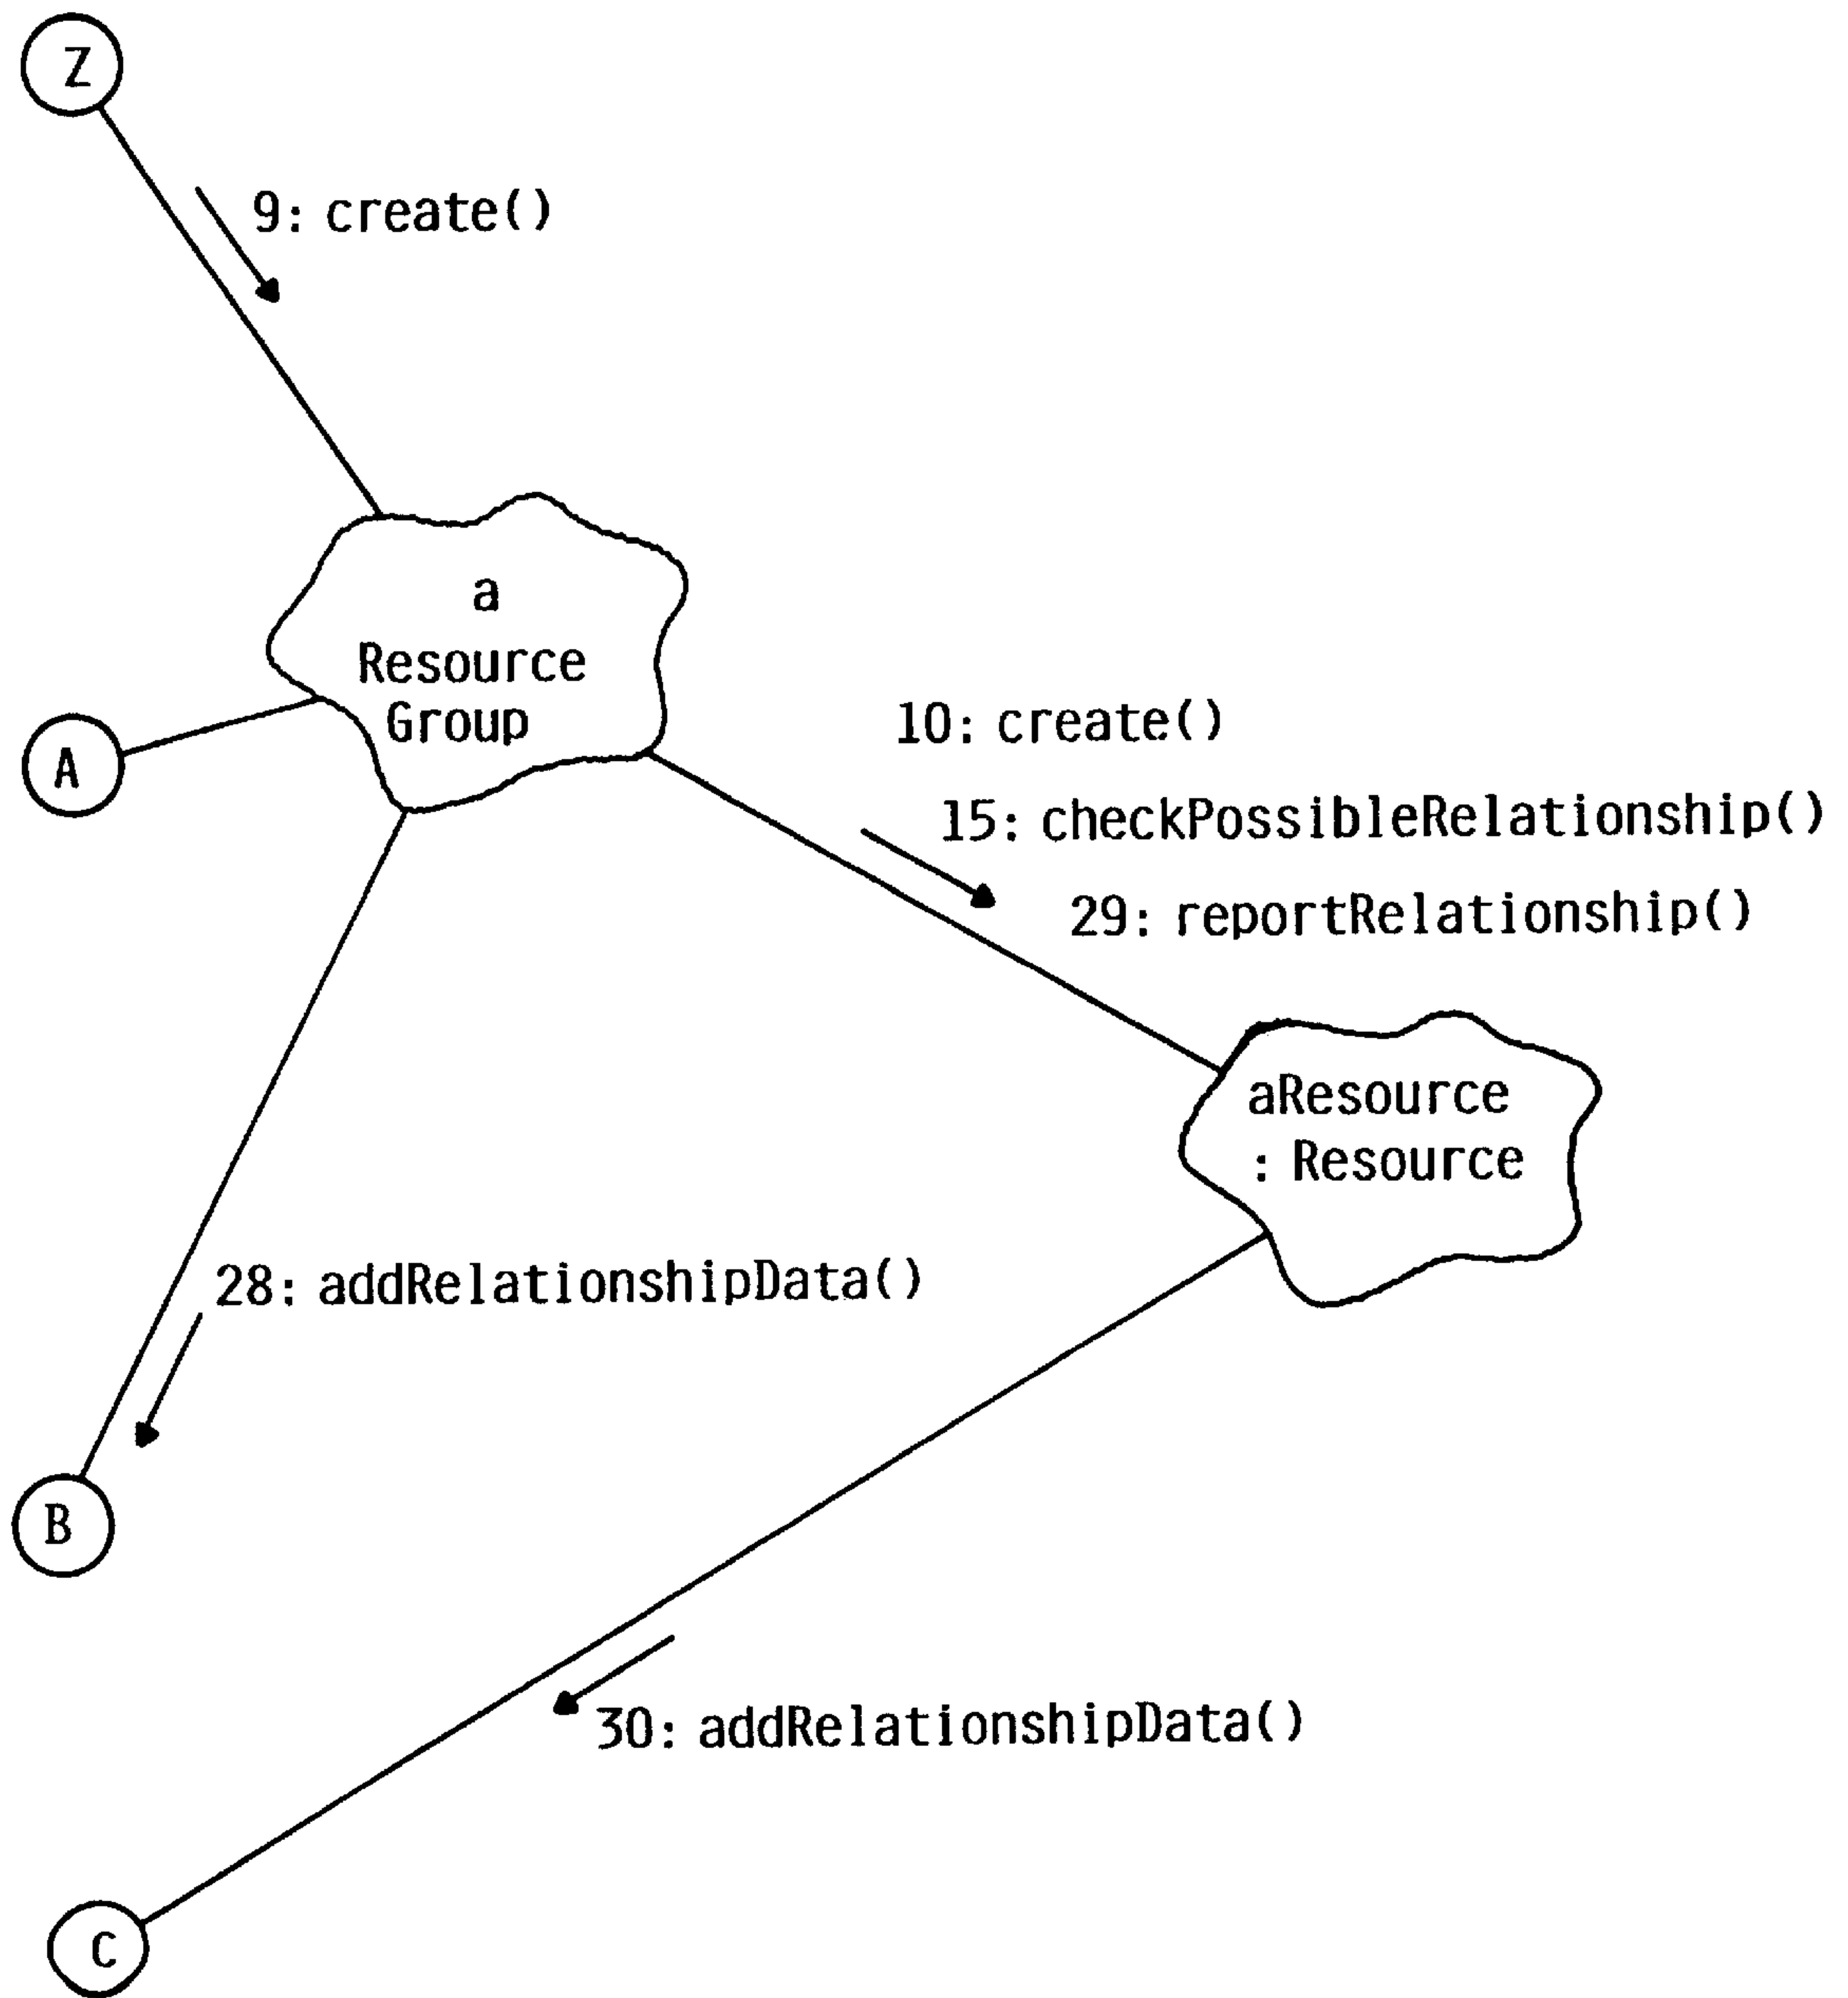 Z
9: create()
a
Resource
Group
A
10: create()
15: checkPossibleRelationship()
29: reportRelationship()
aResource
: Resource
28: addRelationshipData()
B
30: addRelationshipData()
C